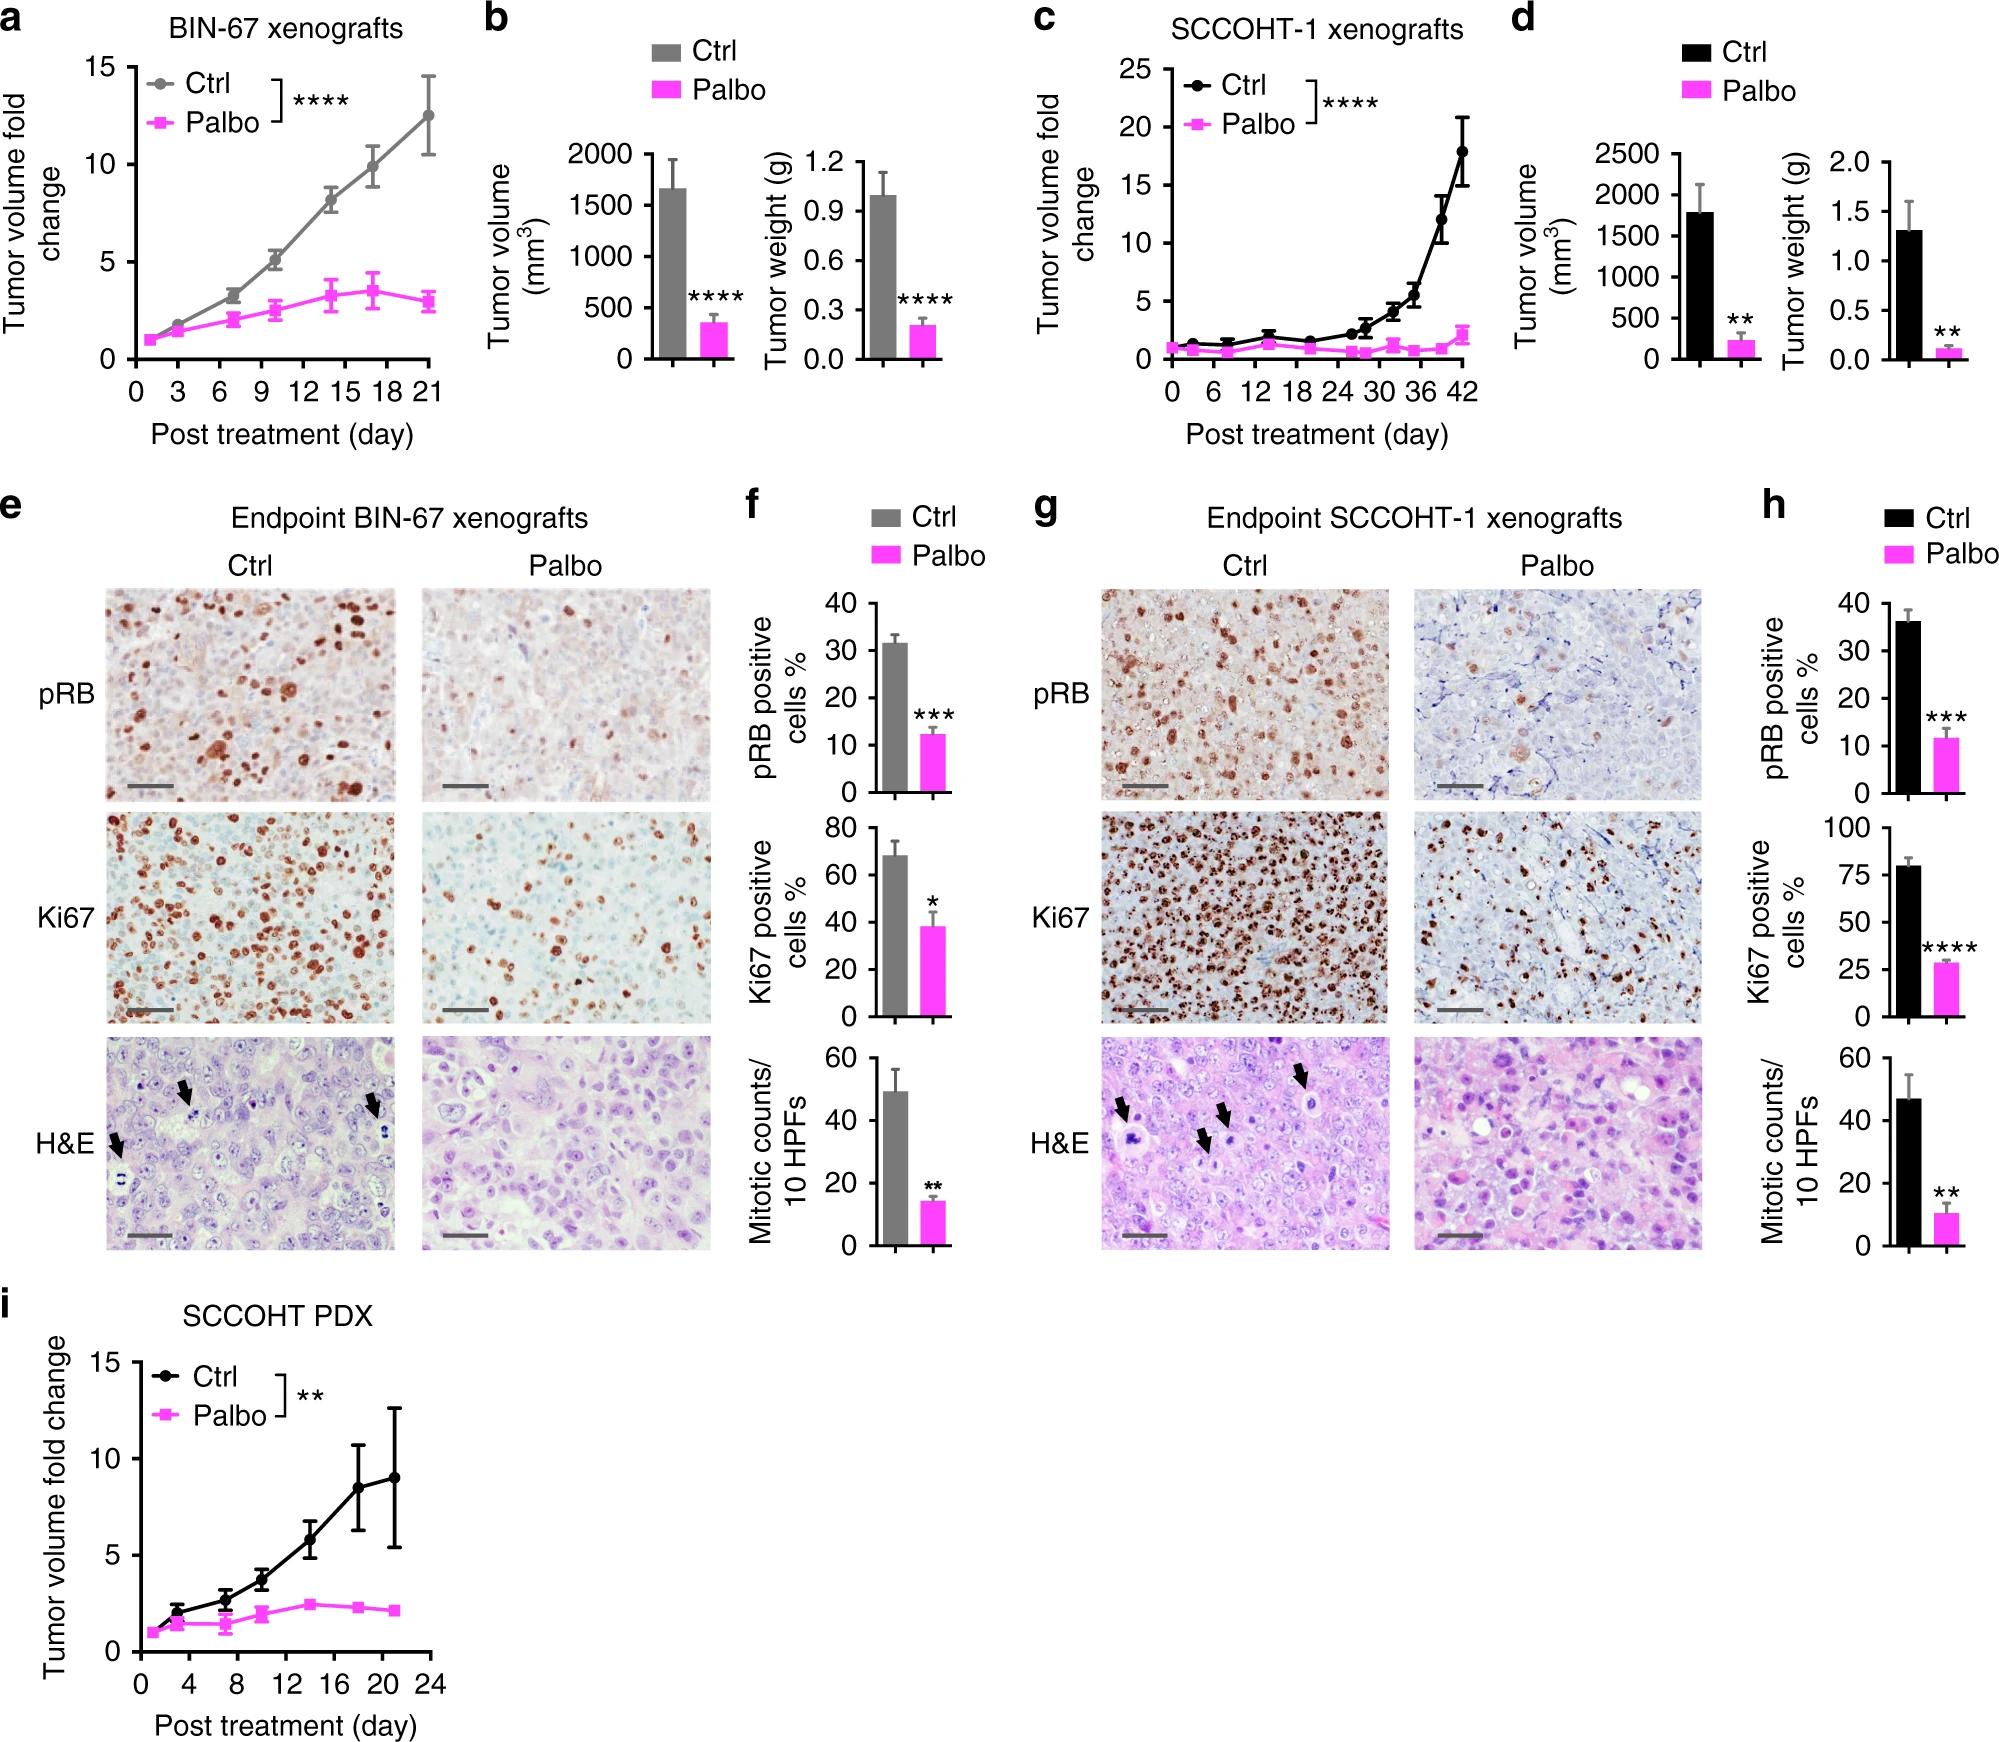 a
BIN-67 xenografts
Tumor volume fold
change
15
10
5
0
Ctrl
Palbo
****
0 3 6 9 12 15 18 21
Post treatment (day)
b
Ctrl
Palbo
Tumor volume
(mm3)
2000
1500
1000
500
0
****
Tumor weight (g)
1.2
0.9
0.6
0.3
0.0
****
c
SCCOHT-1 xenografts
Tumor volume fold
change
25
20
15
10
5
0
Ctrl
Palbo
****
0 6 12 18 24 30 36 42
Post treatment (day)
d
Ctrl
Palbo
Tumor volume
(mm3)
2500
2000
1500
1000
500
0
**
Tumor weight (g)
2.0
1.5
1.0
0.5
0.0
**
e
Endpoint BIN-67 xenografts
Ctrl Palbo
pRB
Ki67
H&E
f
Ctrl
Palbo
pRB positive
cells %
40
30
20
10
0
***
Ki67 positive
cells %
80
60
40
20
0
*
Mitotic counts/
10 HPFs
60
40
20
0
**
g
Endpoint SCCOHT-1 xenografts
Ctrl Palbo
pRB
Ki67
H&E
h
Ctrl
Palbo
pRB positive
cells %
40
30
20
10
0
***
Ki67 positive
cells %
100
75
50
25
0
****
Mitotic counts/
10 HPFs
60
40
20
0
**
i
SCCOHT PDX
Tumor volume fold change
15
10
5
0
Ctrl
Palbo
**
0 4 8 12 16 20 24
Post treatment (day)